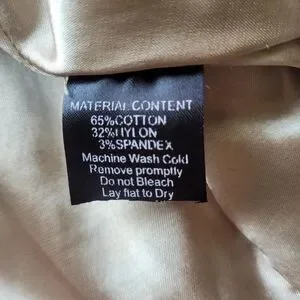 MATERIAL CONTENT
65%COTTON
32%NYLON
3%SPANDEX
Machine Wash Cold
Remove promptly
Do not Bleach
Lay flat to Dry